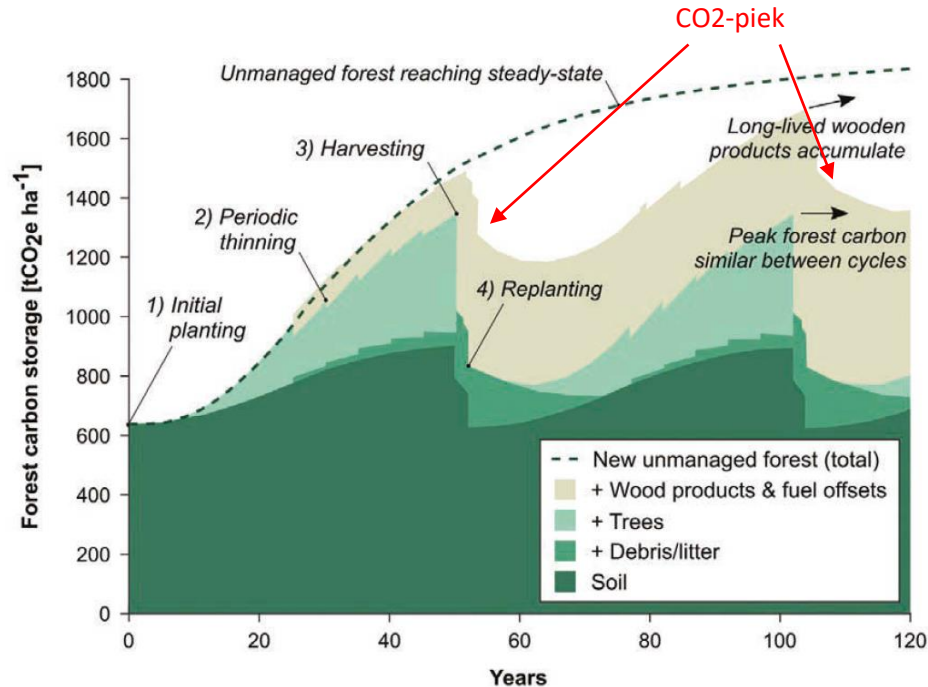 CO2-piek
1800
1600
1400
1200
1000
800
600
400
200
0
Forest carbon storage [tCO2e ha-1]
Unmanaged forest reaching steady-state
3) Harvesting
2) Periodic
thinning
1) Initial
planting
4) Replanting
Long-lived wooden
products accumulate
Peak forest carbon
similar between cycles
New unmanaged forest (total)
+ Wood products & fuel offsets
+ Trees
+ Debris/litter
Soil
0 20 40 60 80 100 120
Years